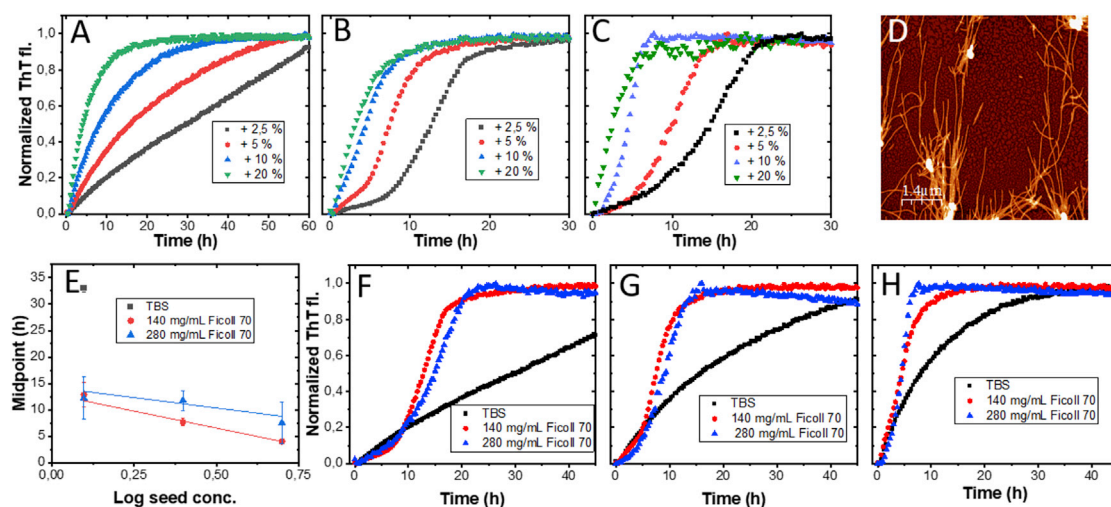 A
B
C
D
Normalized ThT fl.
1,0
0,8
0,6
0,4
0,2
0,0
+ 2,5 %
+ 5 %
+ 10 %
+ 20 %
+ 2,5 %
+ 5 %
+ 10 %
+ 20 %
+ 2,5 %
+ 5 %
+ 10 %
+ 20 %
1.4µm
0 10 20 30 40 50 60
0 10 20 30
0 10 20 30
Time (h)
Time (h)
Time (h)
E
F
G
H
Midpoint (h)
35
30
25
20
15
10
5
0
TBS
140 mg/mL Ficoll 70
280 mg/mL Ficoll 70
0,00 0,25 0,50 0,75
Log seed conc.
Normalized ThT fl.
1,0
0,8
0,6
0,4
0,2
0,0
TBS
140 mg/mL Ficoll 70
280 mg/mL Ficoll 70
TBS
140 mg/mL Ficoll 70
280 mg/mL Ficoll 70
TBS
140 mg/mL Ficoll 70
280 mg/mL Ficoll 70
0 10 20 30 40
0 10 20 30 40
0 10 20 30 40
Time (h)
Time (h)
Time (h)